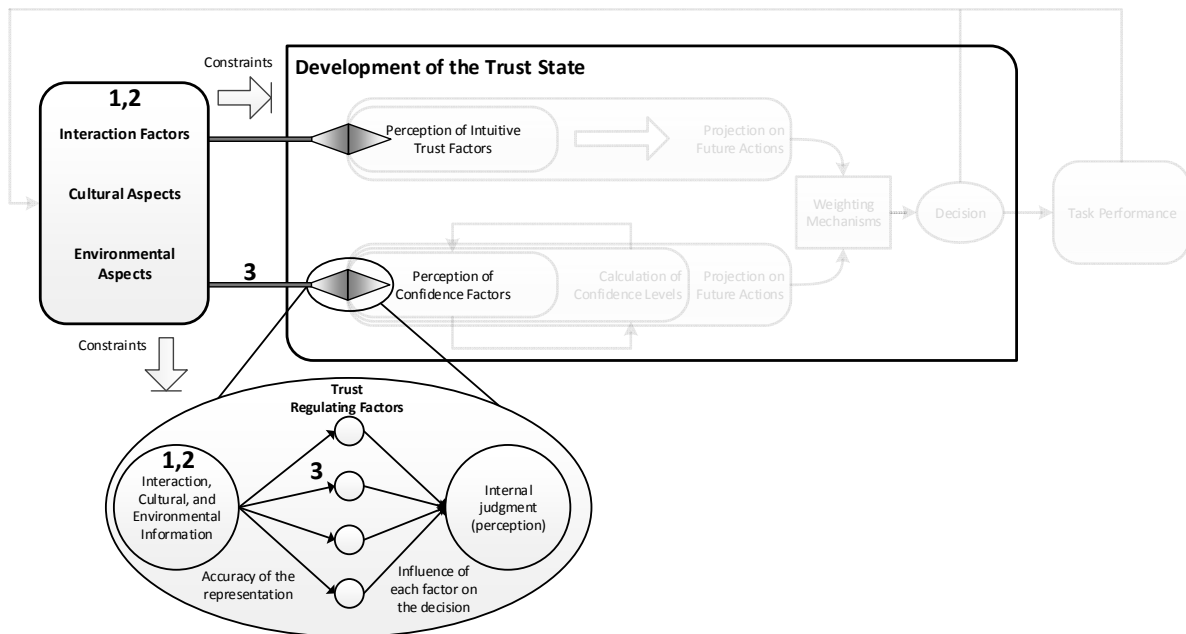 Constraints
Development of the Trust State
1,2
Interaction Factors
Cultural Aspects
Environmental
Aspects
3
Perception of Intuitive
Trust Factors
Projection on
Future Actions
Weighting
Mechanisms
Decision
Task Performance
Perception of
Confidence Factors
Calculation of
Confidence Levels
Projection on
Future Actions
Constraints
Trust
Regulating Factors
1,2
Interaction,
Cultural, and
Environmental
Information
3
Internal
judgment
(perception)
Accuracy of the
representation
Influence of
each factor on
the decision